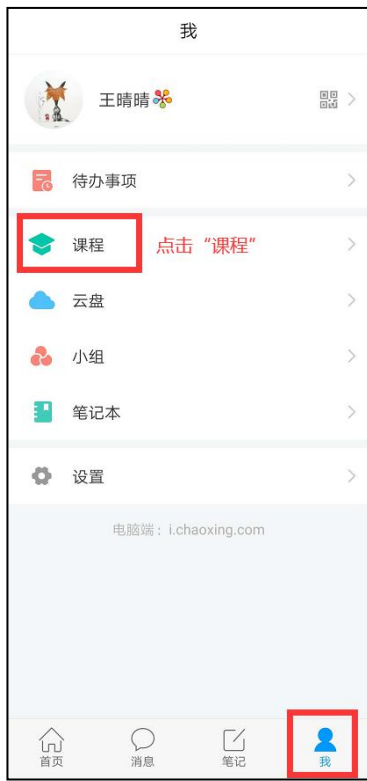 我
王晴晴
待办事项
课程 点击“课程”
云盘
小组
笔记本
设置
电脑端：i.chaoxing.com
首页 消息 笔记 我